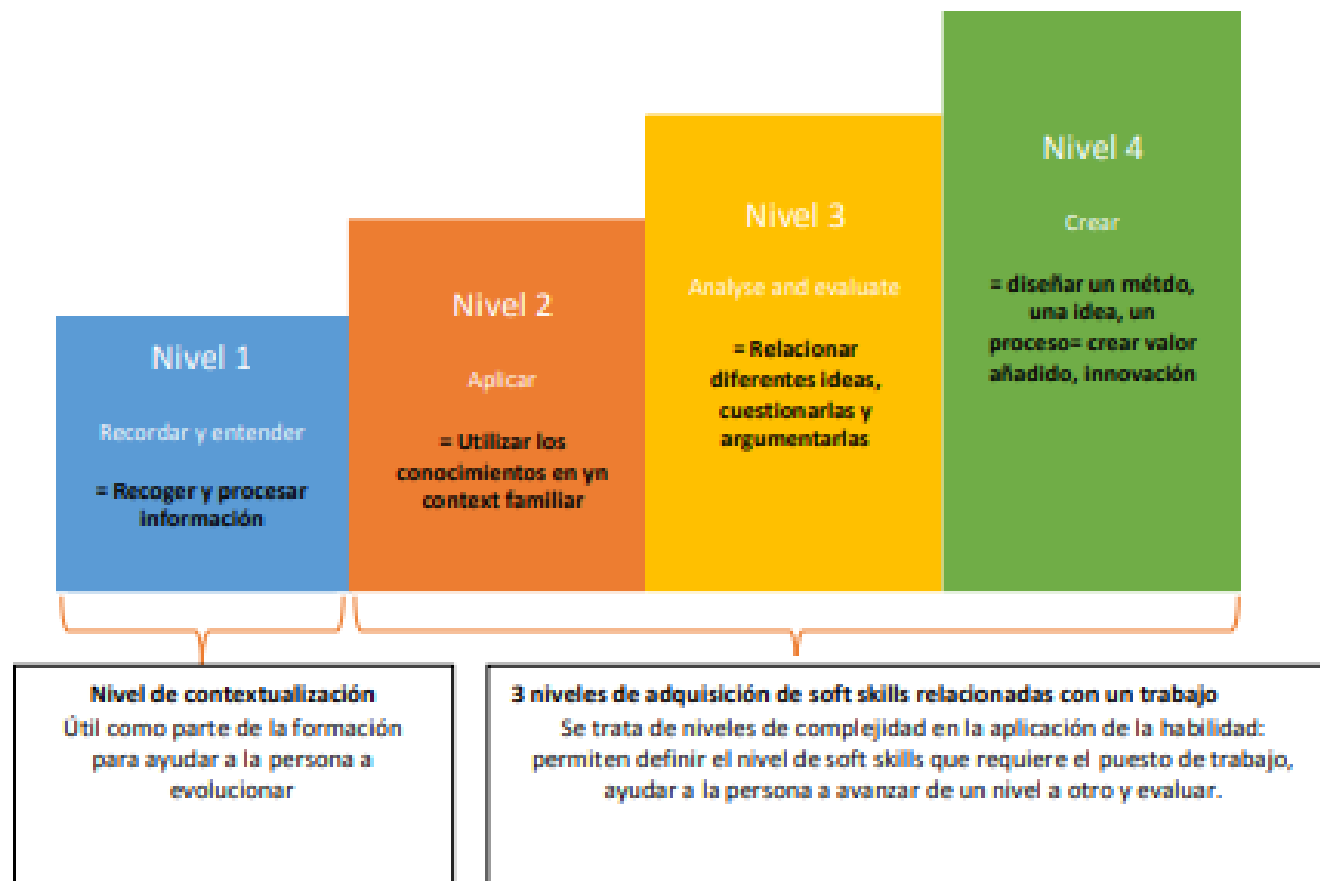 Nivel 1
Recordar y entender
= Recoger y procesar
información
Nivel 2
Aplicar
= Utilizar los
conocimientos en yn
context familiar
Nivel 3
Analyse and evaluate
= Relacionar
diferentes ideas,
cuestionarlas y
argumentarlas
Nivel 4
Crear
= diseñar un métdo,
una idea, un
proceso= crear valor
añadido, innovación
Nivel de contextualización
Útil como parte de la formación
para ayudar a la persona a
evolucionar
3 niveles de adquisición de soft skills relacionadas con un trabajo
Se trata de niveles de complejidad en la aplicación de la habilidad:
permiten definir el nivel de soft skills que requiere el puesto de trabajo,
ayudar a la persona a avanzar de un nivel a otro y evaluar.